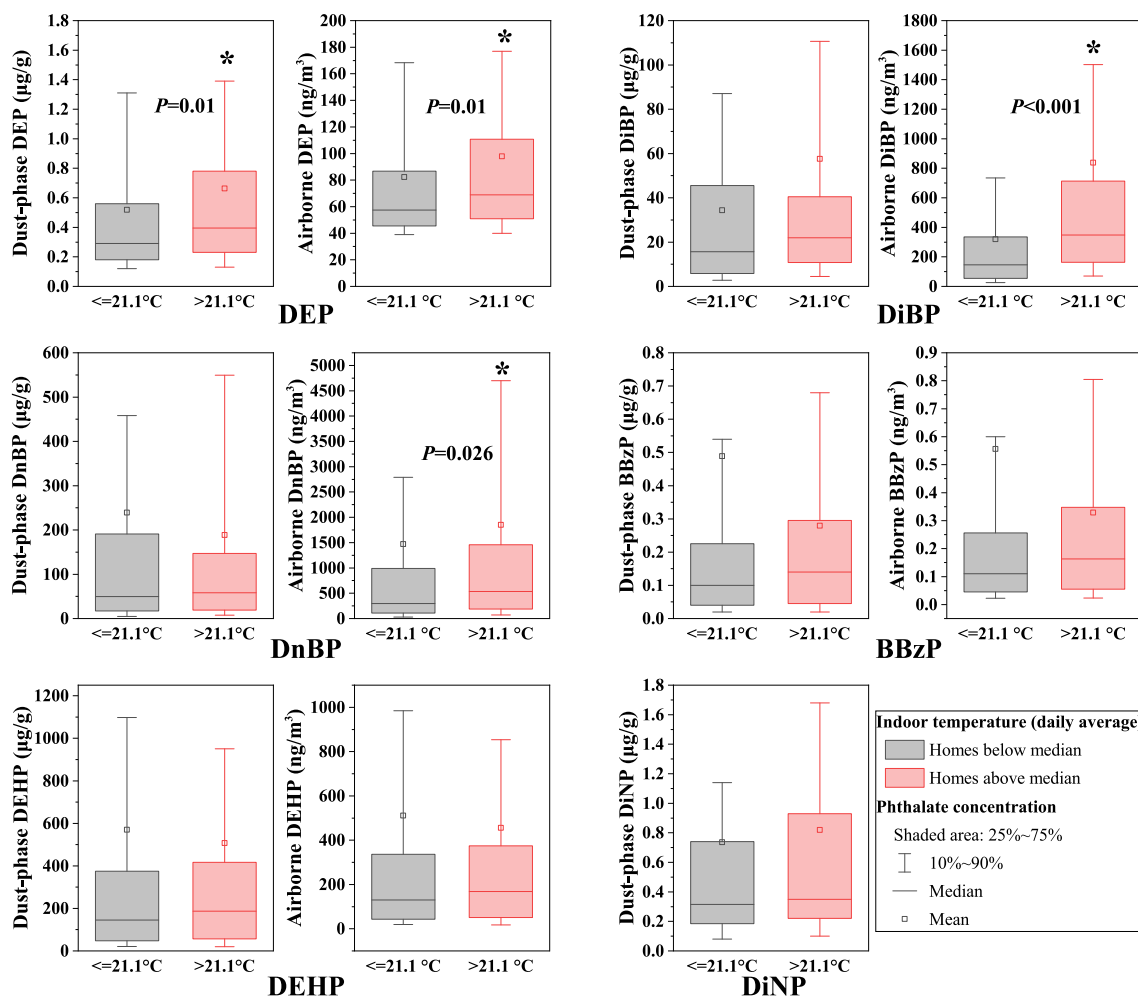 Dust-phase DEP (μg/g)
1.8
1.6
1.4
1.2
1.0
0.8
0.6
0.4
0.2
0.0
*
P=0.01
<=21.1°C >21.1°C
Airborne DEP (ng/m³)
200
180
160
140
120
100
80
60
40
20
0
*
P=0.01
<=21.1 °C >21.1 °C
DEP
Dust-phase DiBP (μg/g)
120
100
80
60
40
20
0
<=21.1°C >21.1°C
Airborne DiBP (ng/m³)
1800
1600
1400
1200
1000
800
600
400
200
0
*
P<0.001
<=21.1°C >21.1 °C
DiBP
Dust-phase DnBP (μg/g)
600
500
400
300
200
100
0
<=21.1°C >21.1°C
Airborne DnBP (ng/m³)
5000
4500
4000
3500
3000
2500
2000
1500
1000
500
0
*
P=0.026
<=21.1°C >21.1 °C
DnBP
Dust-phase BBzP (μg/g)
0.8
0.7
0.6
0.5
0.4
0.3
0.2
0.1
0.0
<=21.1°C >21.1°C
Airborne BBzP (ng/m³)
0.9
0.8
0.7
0.6
0.5
0.4
0.3
0.2
0.1
0.0
<=21.1°C >21.1 °C
BBzP
Dust-phase DEHP (μg/g)
1200
1000
800
600
400
200
0
<=21.1°C >21.1°C
Airborne DEHP (ng/m³)
1000
800
600
400
200
0
<=21.1 °C >21.1 °C
DEHP
Dust-phase DiNP (μg/g)
1.8
1.6
1.4
1.2
1.0
0.8
0.6
0.4
0.2
0.0
<=21.1°C >21.1°C
DiNP
Indoor temperature (daily average)
Homes below median
Homes above median
Phthalate concentration
Shaded area: 25%~75%
10%~90%
Median
Mean